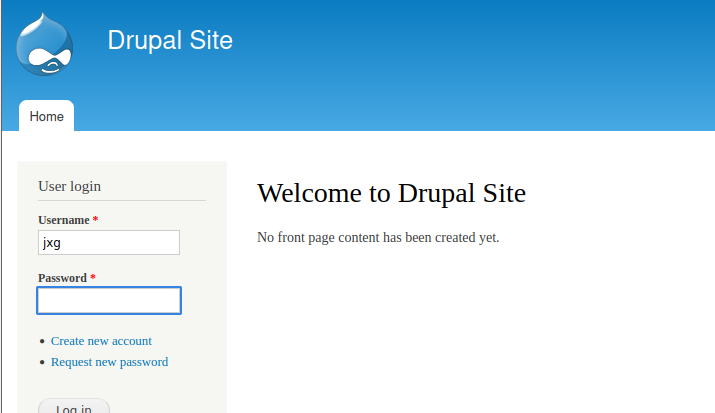 Drupal Site
Home
User login
Username *
jxg
Password *
Create new account
Request new password
Log in
Welcome to Drupal Site
No front page content has been created yet.